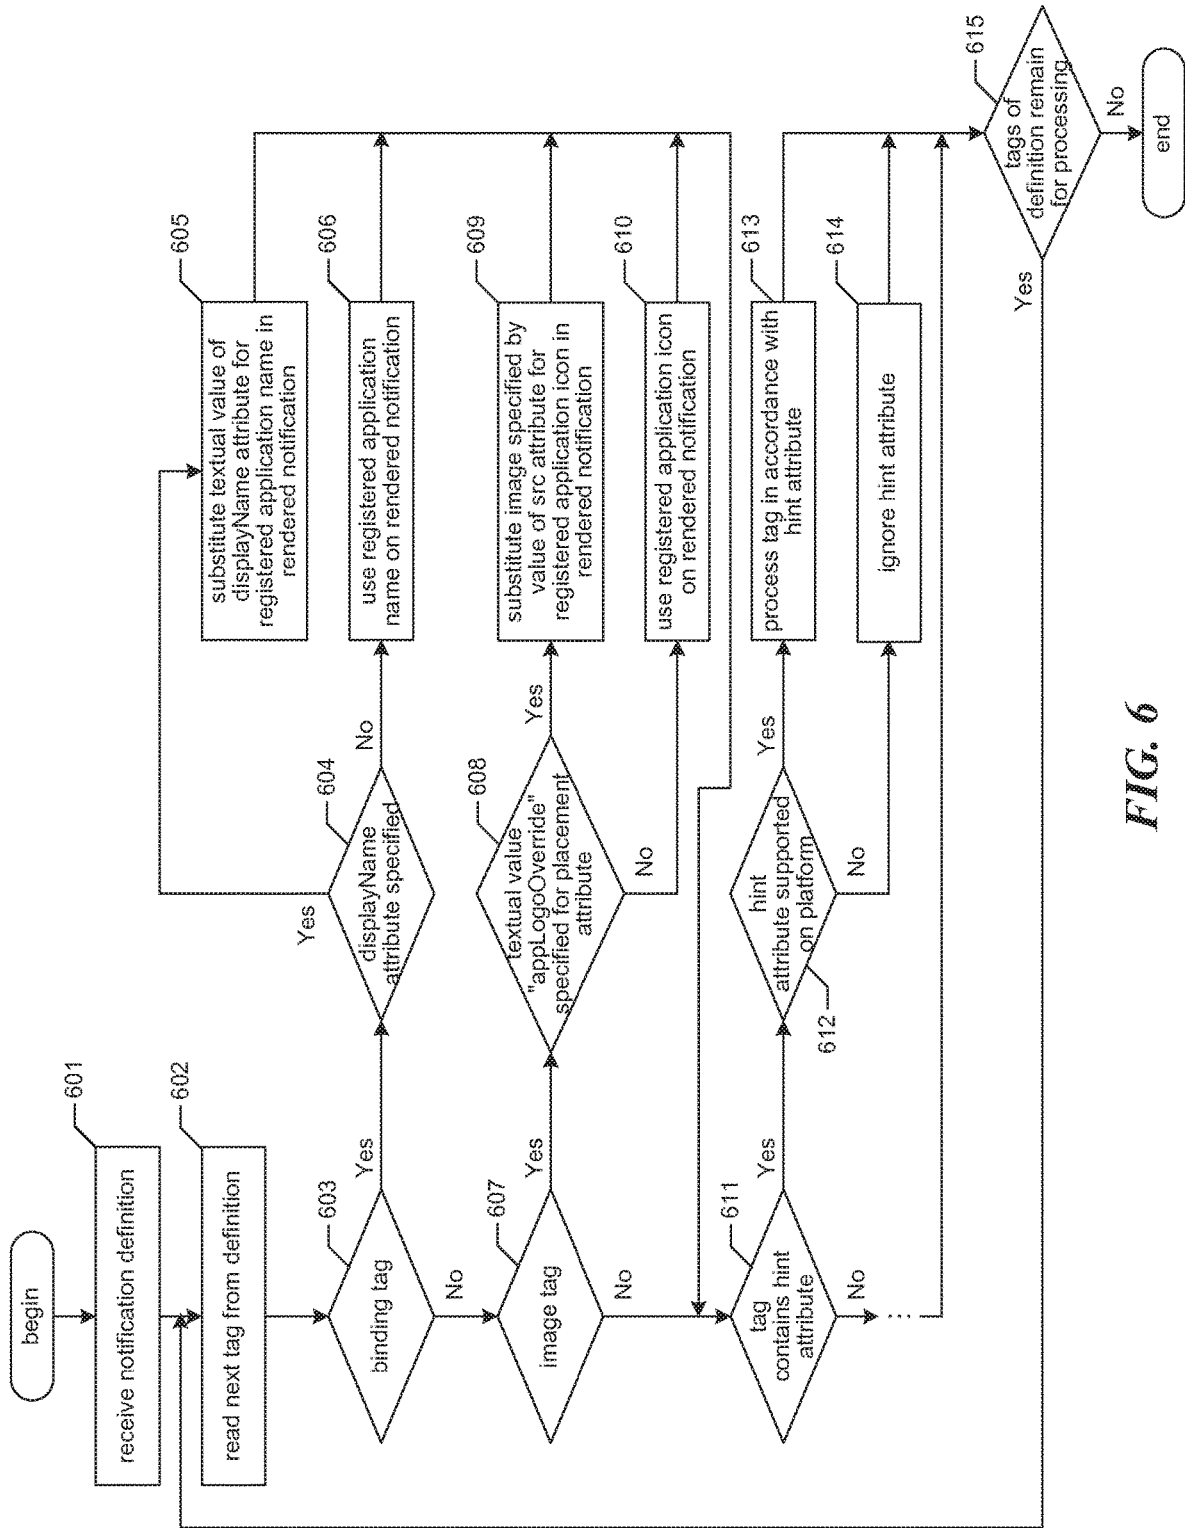 begin
601
receive notification definition
602
read next tag from definition
603
binding tag
Yes
No
604
displayName
attribute specified
Yes
No
605
substitute textual value of
displayName attribute for
registered application name in
rendered notification
606
use registered application
name on rendered notification
607
image tag
Yes
No
608
textual value
"appLogoOverride"
specified for placement
attribute
Yes
No
609
substitute image specified by
value of src attribute for
registered application icon in
rendered notification
610
use registered application icon
on rendered notification
611
tag
contains hint
attribute
Yes
No
...
612
hint
attribute supported
on platform
Yes
No
613
process tag in accordance with
hint attribute
614
ignore hint attribute
615
tags of
definition remain
for processing
Yes
No
end
FIG. 6